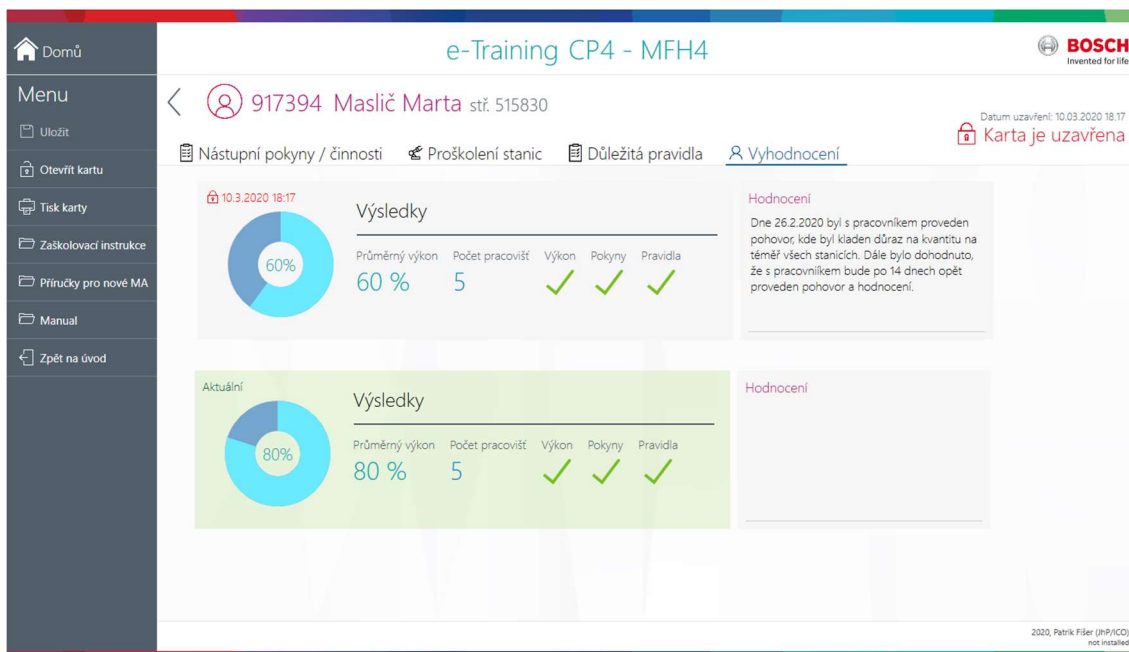 Domů
e-Training CP4 - MFH4
BOSCH
Invented for life
Menu
Uložit
Otevřít kartu
Tisk karty
Zaškolovací instrukce
Příručky pro nové MA
Manual
Zpět na úvod
917394 Maslič Marta stř. 515830
Datum uzavření: 10.03.2020 18.17
Karta je uzavřena
Nástupní pokyny / činnosti
Proškolení stanic
Důležitá pravidla
Vyhodnocení
10.3.2020 18:17
60%
Výsledky
Průměrný výkon Počet pracovišť Výkon Pokyny Pravidla
60 % 5
Hodnocení
Dne 26.2.2020 byl s pracovníkem proveden
pohovor, kde byl kladen důraz na kvantitu na
téměř všech stanicích. Dále bylo dohodnuto,
že s pracovniíkem bude po 14 dnech opět
proveden pohovor a hodnocení.
Aktuální
80%
Výsledky
Průměrný výkon Počet pracovišť Výkon Pokyny Pravidla
80 % 5
Hodnocení
2020, Patrik Fišer (JhP/ICO)
not installed